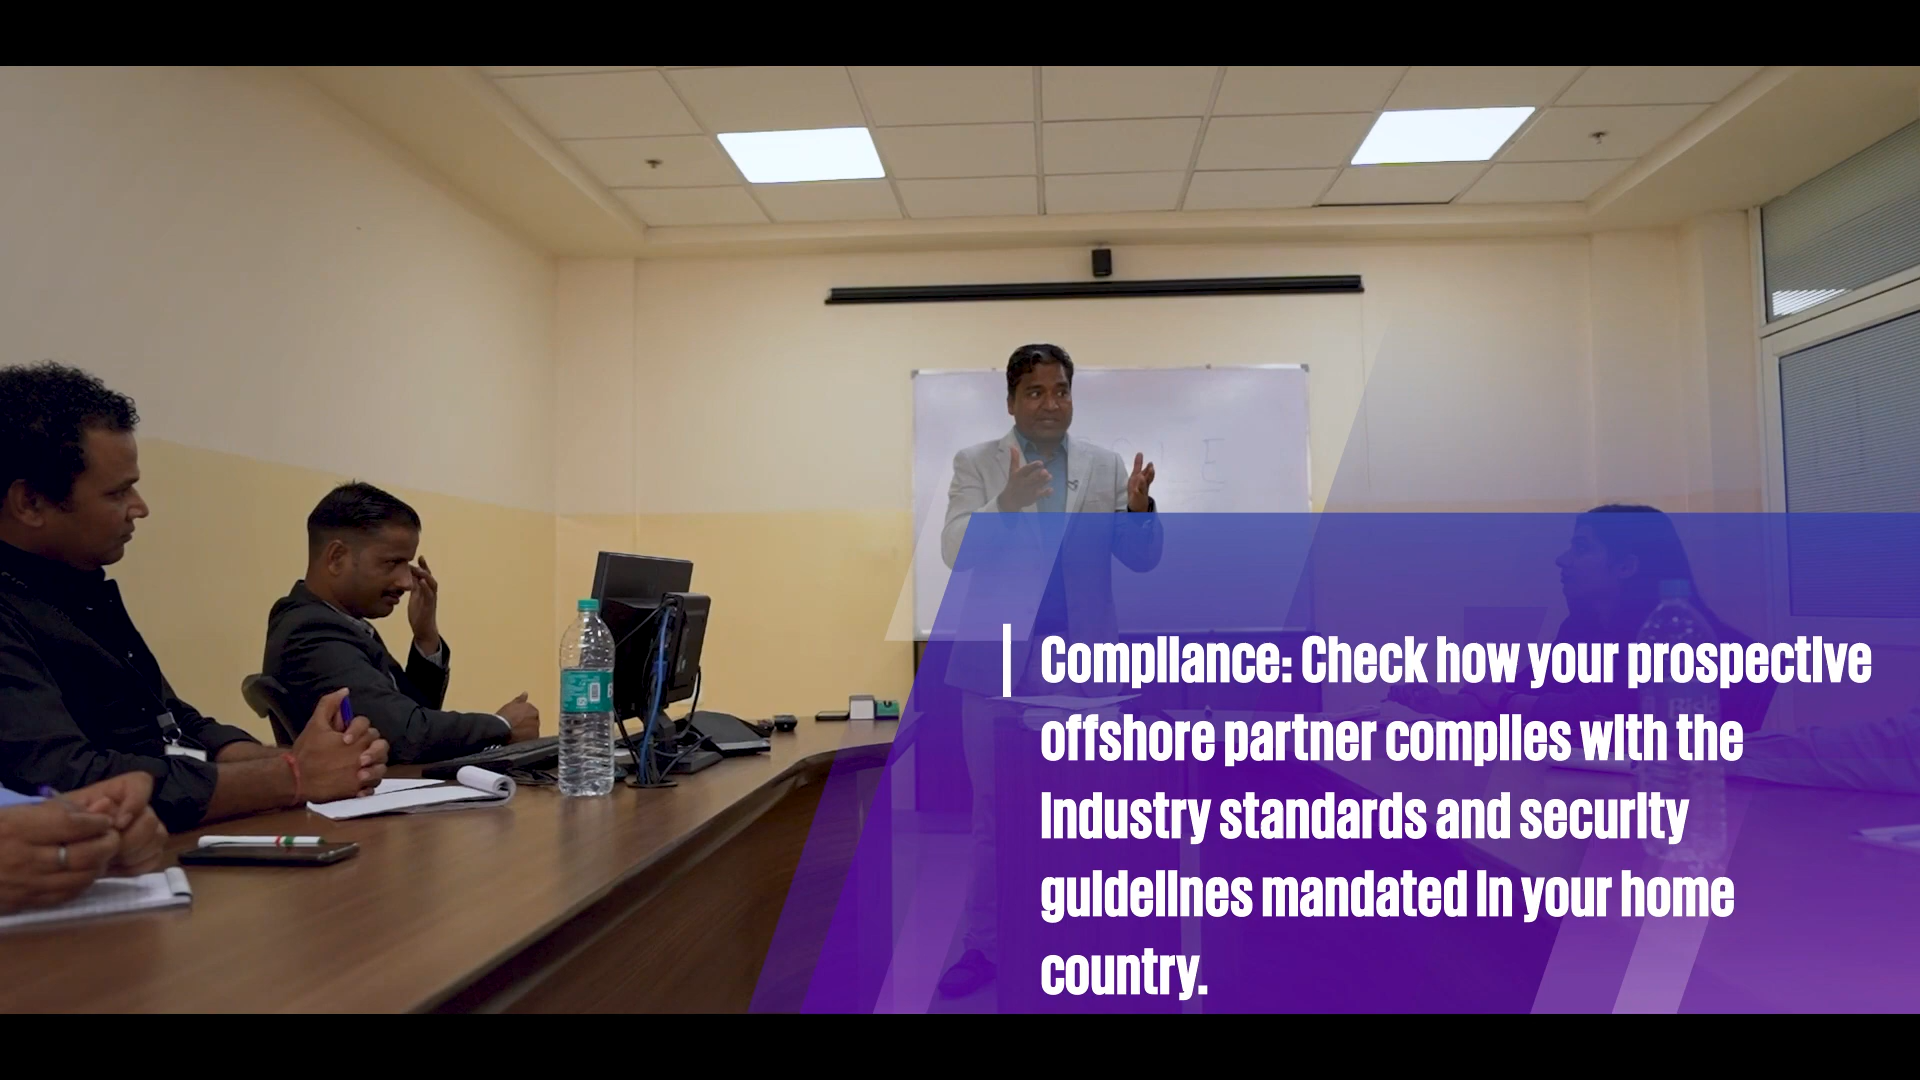 Compliance: Check how your prospective
offshore partner complies with the
industry standards and security
guidelines mandated in your home
country.